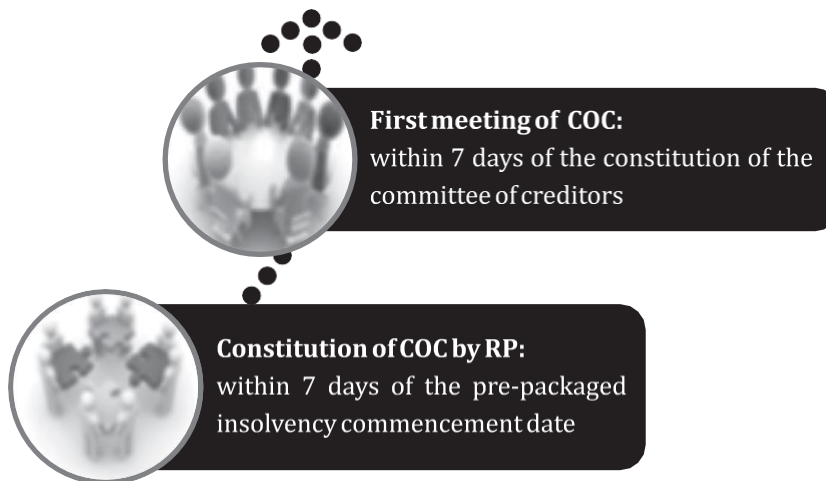 First meeting of COC:
within 7 days of the constitution of the
committee of creditors
Constitution of COC by RP:
within 7 days of the pre-packaged
insolvency commencement date